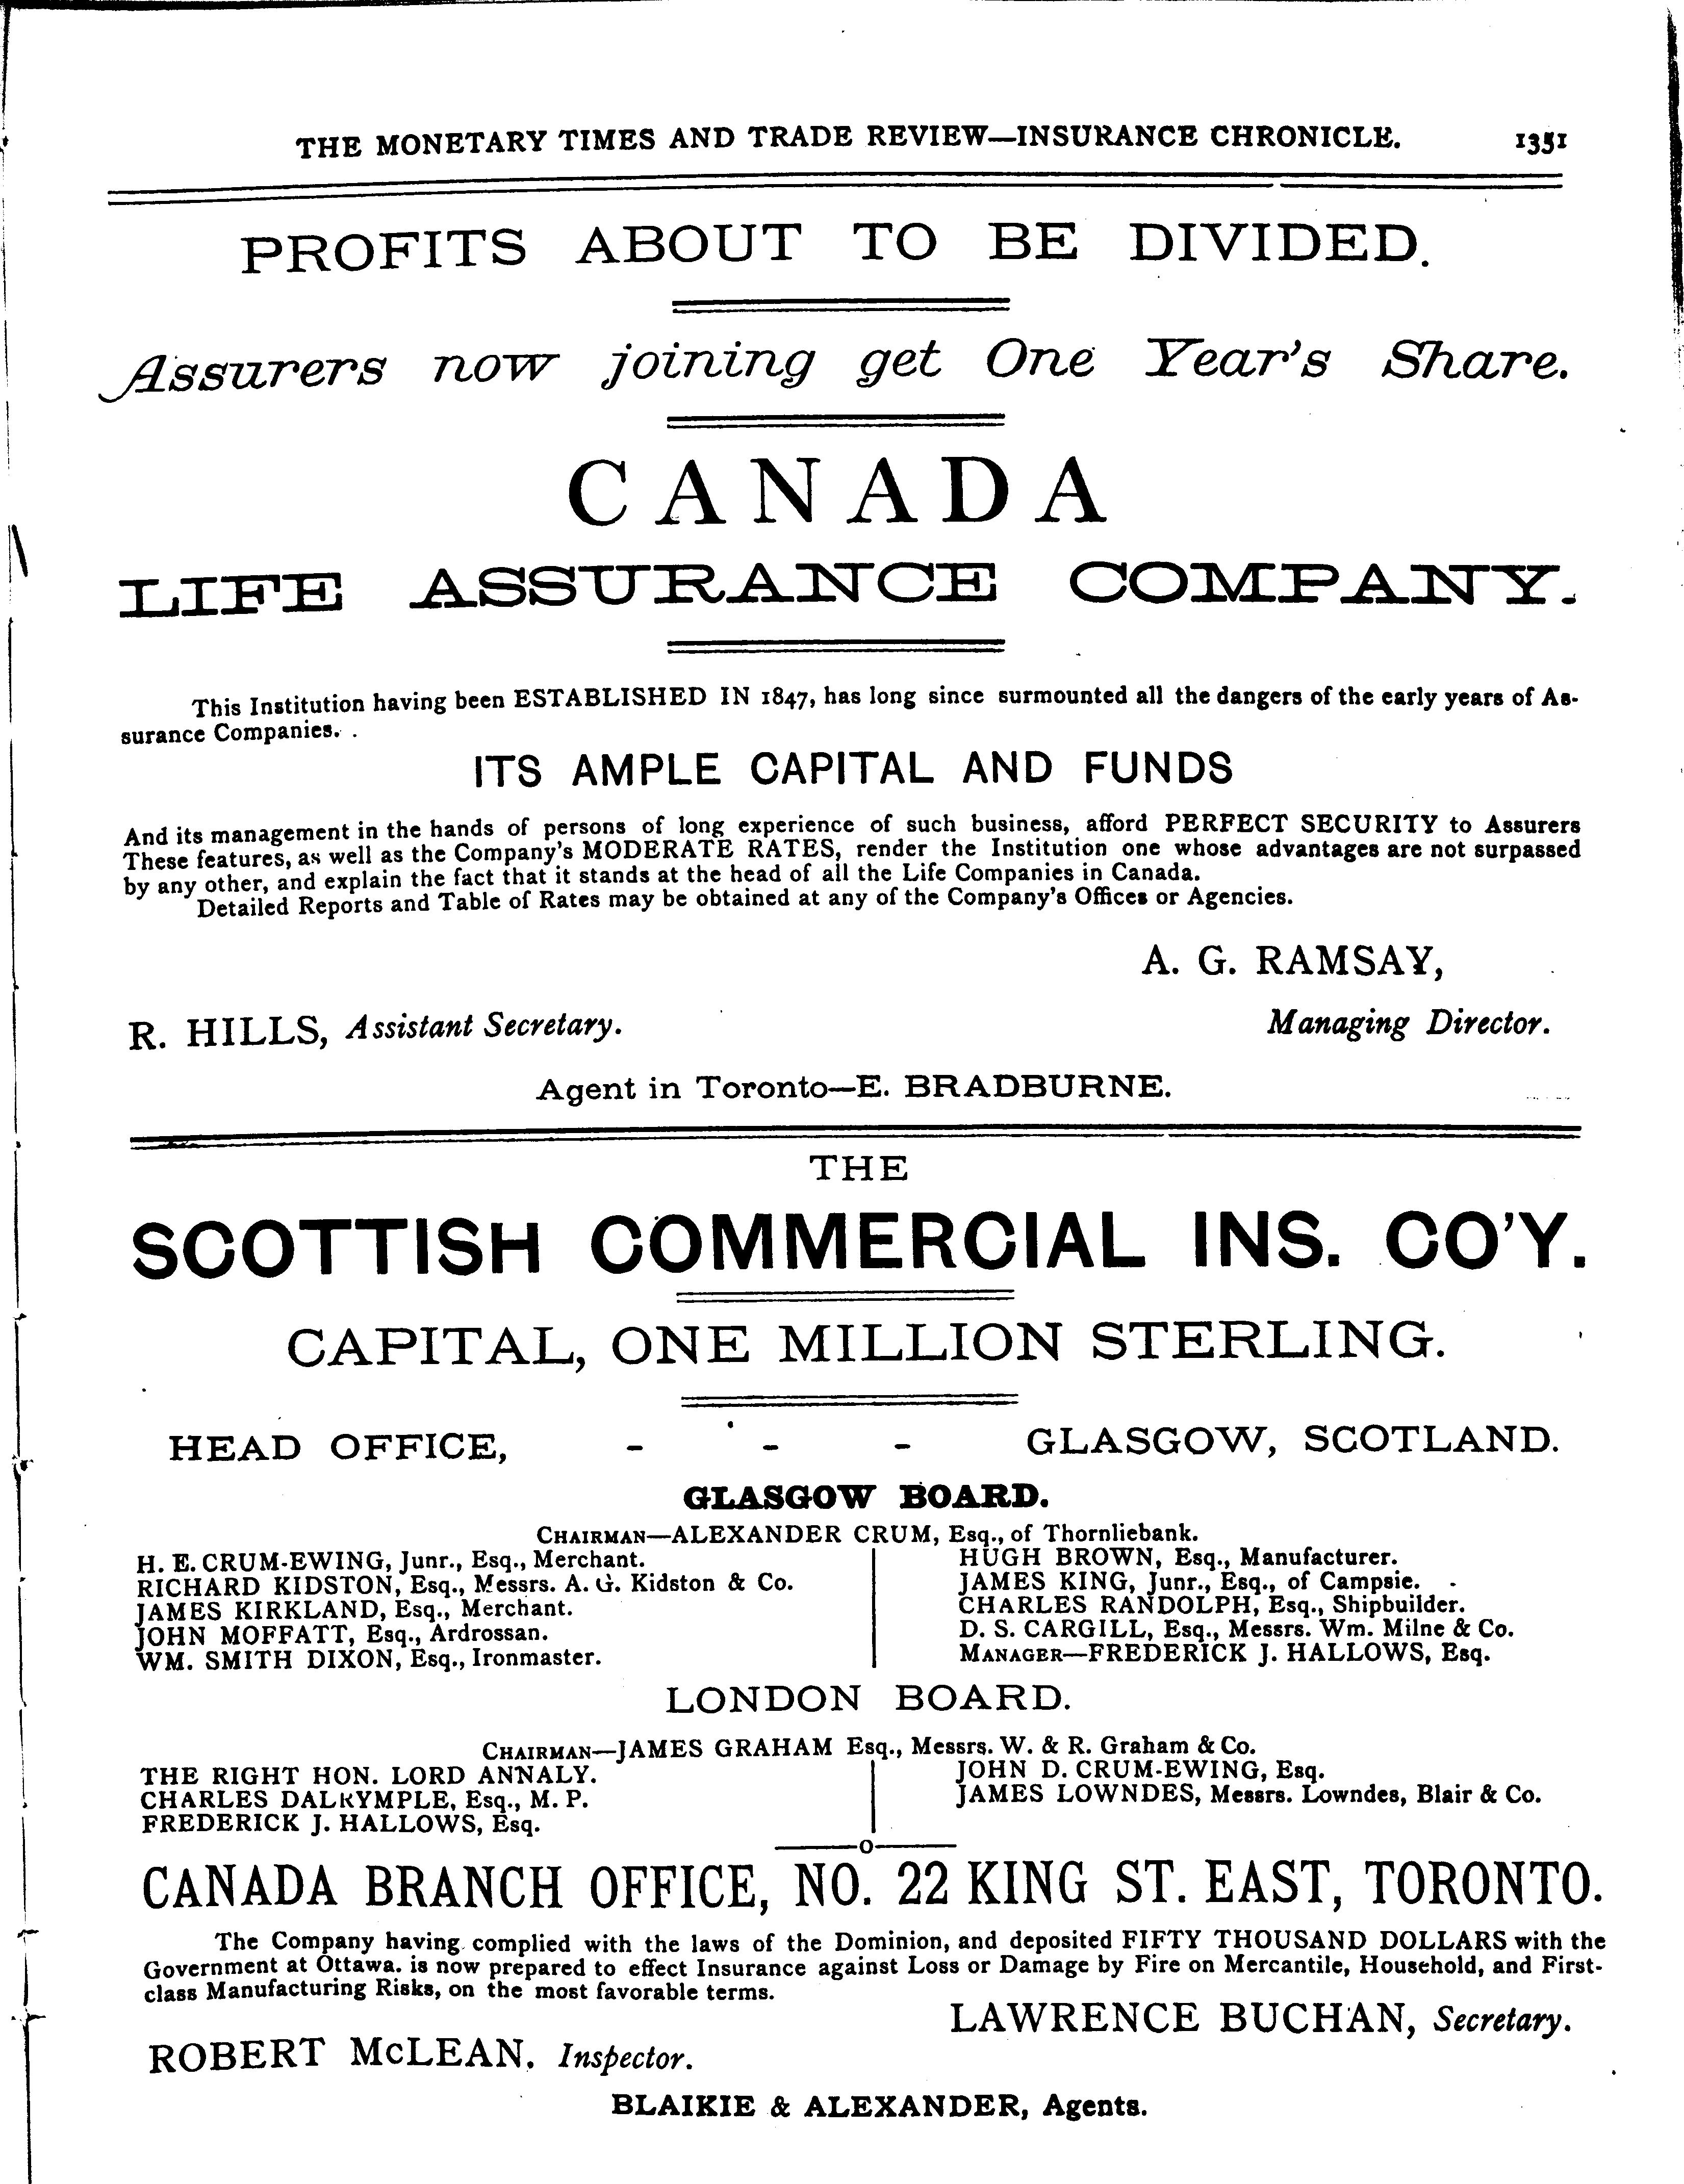 THE MONETARY TIMES AND TRADE REVIEW—INSURANCE CHRONICLE. 1351
PROFITS ABOUT TO BE DIVIDED.
Assurers now joining get One Year's Share.
CANADA
LIFE ASSURANCE COMPANY.
This Institution having been ESTABLISHED IN 1847, has long since surmounted all the dangers of the early years of As-
surance Companies.
ITS AMPLE CAPITAL AND FUNDS
And its management in the hands of persons of long experience of such business, afford PERFECT SECURITY to Assurers
These features, as well as the Company's MODERATE RATES, render the Institution one whose advantages are not surpassed
by any other, and explain the fact that it stands at the head of all the Life Companies in Canada.
Detailed Reports and Table of Rates may be obtained at any of the Company's Offices or Agencies.
A. G. RAMSAY,
R. HILLS, Assistant Secretary. Managing Director.
Agent in Toronto—E. BRADBURNE.
THE
SCOTTISH COMMERCIAL INS. CO'Y.
CAPITAL, ONE MILLION STERLING.
HEAD OFFICE, - - - GLASGOW, SCOTLAND.
GLASGOW BOARD.
CHAIRMAN—ALEXANDER CRUM, Esq., of Thornliebank.
H. E. CRUM-EWING, Junr., Esq., Merchant.
RICHARD KIDSTON, Esq., Messrs. A. G. Kidston & Co.
JAMES KIRKLAND, Esq., Merchant.
JOHN MOFFATT, Esq., Ardrossan.
WM. SMITH DIXON, Esq., Ironmaster.
HUGH BROWN, Esq., Manufacturer.
JAMES KING, Junr., Esq., of Campsie.
CHARLES RANDOLPH, Esq., Shipbuilder.
D. S. CARGILL, Esq., Messrs. Wm. Milne & Co.
MANAGER—FREDERICK J. HALLOWS, Esq.
LONDON BOARD.
CHAIRMAN—JAMES GRAHAM Esq., Messrs. W. & R. Graham & Co.
THE RIGHT HON. LORD ANNALY.
CHARLES DALRYMPLE, Esq., M. P.
FREDERICK J. HALLOWS, Esq.
JOHN D. CRUM-EWING, Esq.
JAMES LOWNDES, Messrs. Lowndes, Blair & Co.
CANADA BRANCH OFFICE, NO. 22 KING ST. EAST, TORONTO.
The Company having complied with the laws of the Dominion, and deposited FIFTY THOUSAND DOLLARS with the
Government at Ottawa. is now prepared to effect Insurance against Loss or Damage by Fire on Mercantile, Household, and First-
class Manufacturing Risks, on the most favorable terms.
LAWRENCE BUCHAN, Secretary.
ROBERT McLEAN. Inspector.
BLAIKIE & ALEXANDER, Agents.